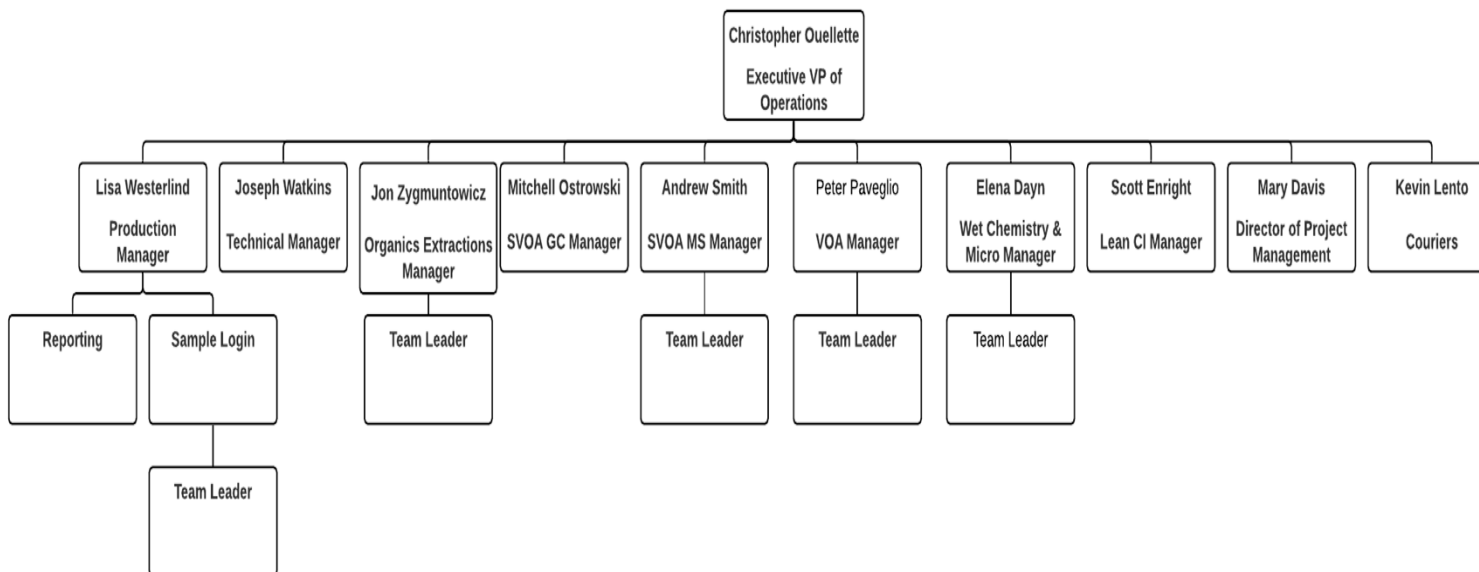 Christopher Ouellette
Executive VP of
Operations
Lisa Westerlind
Production
Manager
Joseph Watkins
Technical Manager
Jon Zygmuntowicz
Organics Extractions
Manager
Mitchell Ostrowski
SVOA GC Manager
Andrew Smith
SVOA MS Manager
Peter Paveglio
VOA Manager
Elena Dayn
Wet Chemistry &
Micro Manager
Scott Enright
Lean CI Manager
Mary Davis
Director of Project
Management
Kevin Lento
Couriers
Reporting
Sample Login
Team Leader
Team Leader
Team Leader
Team Leader
Team Leader